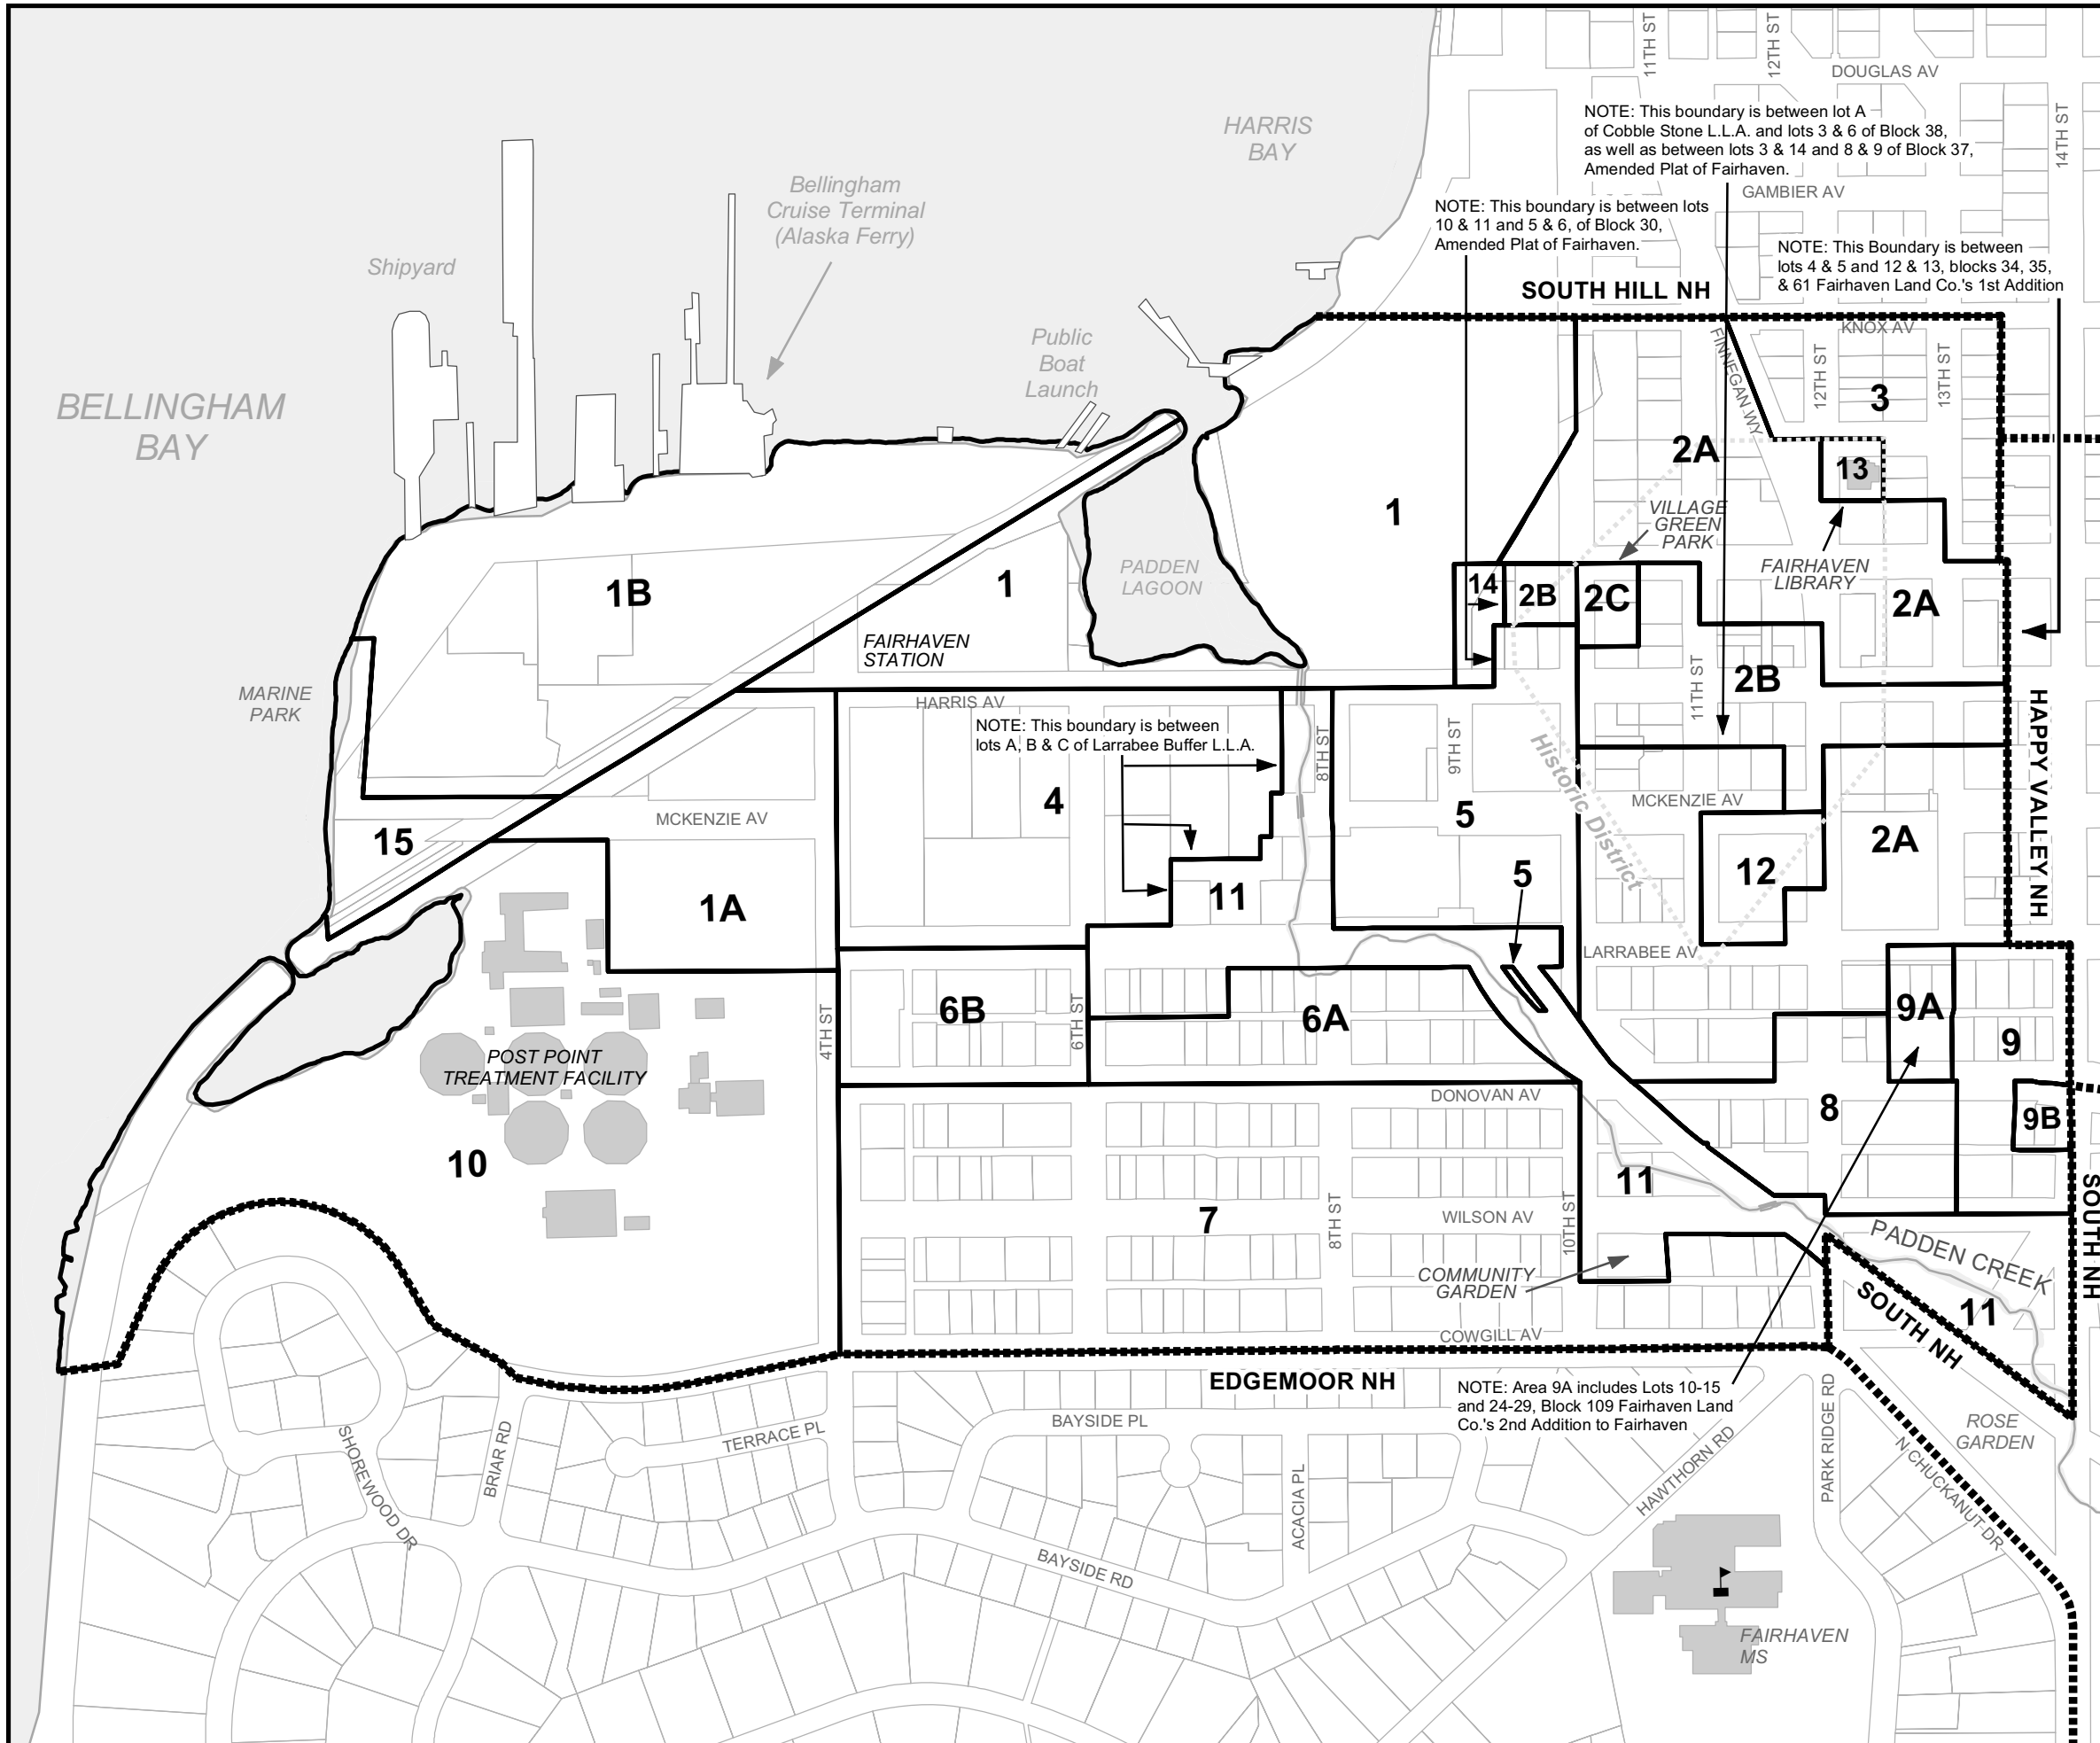 11TH ST
12TH ST
DOUGLAS AV
14TH ST
HARRIS
BAY
NOTE: This boundary is between lot A
of Cobble Stone L.L.A. and lots 3 & 6 of Block 38,
as well as between lots 3 & 14 and 8 & 9 of Block 37,
Amended Plat of Fairhaven.
GAMBIER AV
Bellingham
Cruise Terminal
(Alaska Ferry)
NOTE: This boundary is between lots
10 & 11 and 5 & 6, of Block 30,
Amended Plat of Fairhaven.
NOTE: This Boundary is between
lots 4 & 5 and 12 & 13, blocks 34, 35,
& 61 Fairhaven Land Co.'s 1st Addition
Shipyard
SOUTH HILL NH
KNOX AV
FINNEGAN WY
12TH ST
13TH ST
3
Public
Boat
Launch
BELLINGHAM
BAY
2A
13
1
VILLAGE
GREEN
PARK
FAIRHAVEN
LIBRARY
PADDEN
LAGOON
1B
1
14
2B
2C
2A
FAIRHAVEN
STATION
MARINE
PARK
11TH ST
2B
HARRIS AV
NOTE: This boundary is between
lots A, B & C of Larrabee Buffer L.L.A.
8TH ST
9TH ST
Historic District
HAPPY VALLEY NH
4
5
MCKENZIE AV
MCKENZIE AV
15
2A
12
5
1A
11
LARRABEE AV
6B
6TH ST
6A
9A
9
4TH ST
POST POINT
TREATMENT FACILITY
DONOVAN AV
8
9B
10
11
7
8TH ST
WILSON AV
10TH ST
SOUTH NH
PADDEN CREEK
COMMUNITY
GARDEN
SOUTH NH
11
COWGILL AV
EDGEMOOR NH
NOTE: Area 9A includes Lots 10-15
and 24-29, Block 109 Fairhaven Land
Co.'s 2nd Addition to Fairhaven
BAYSIDE PL
TERRACE PL
BRIAR RD
SHOREWOOD DR
ACACIA PL
HAWTHORN RD
PARK RIDGE RD
ROSE
GARDEN
N CHUCKANUT DR
BAYSIDE RD
FAIRHAVEN
MS